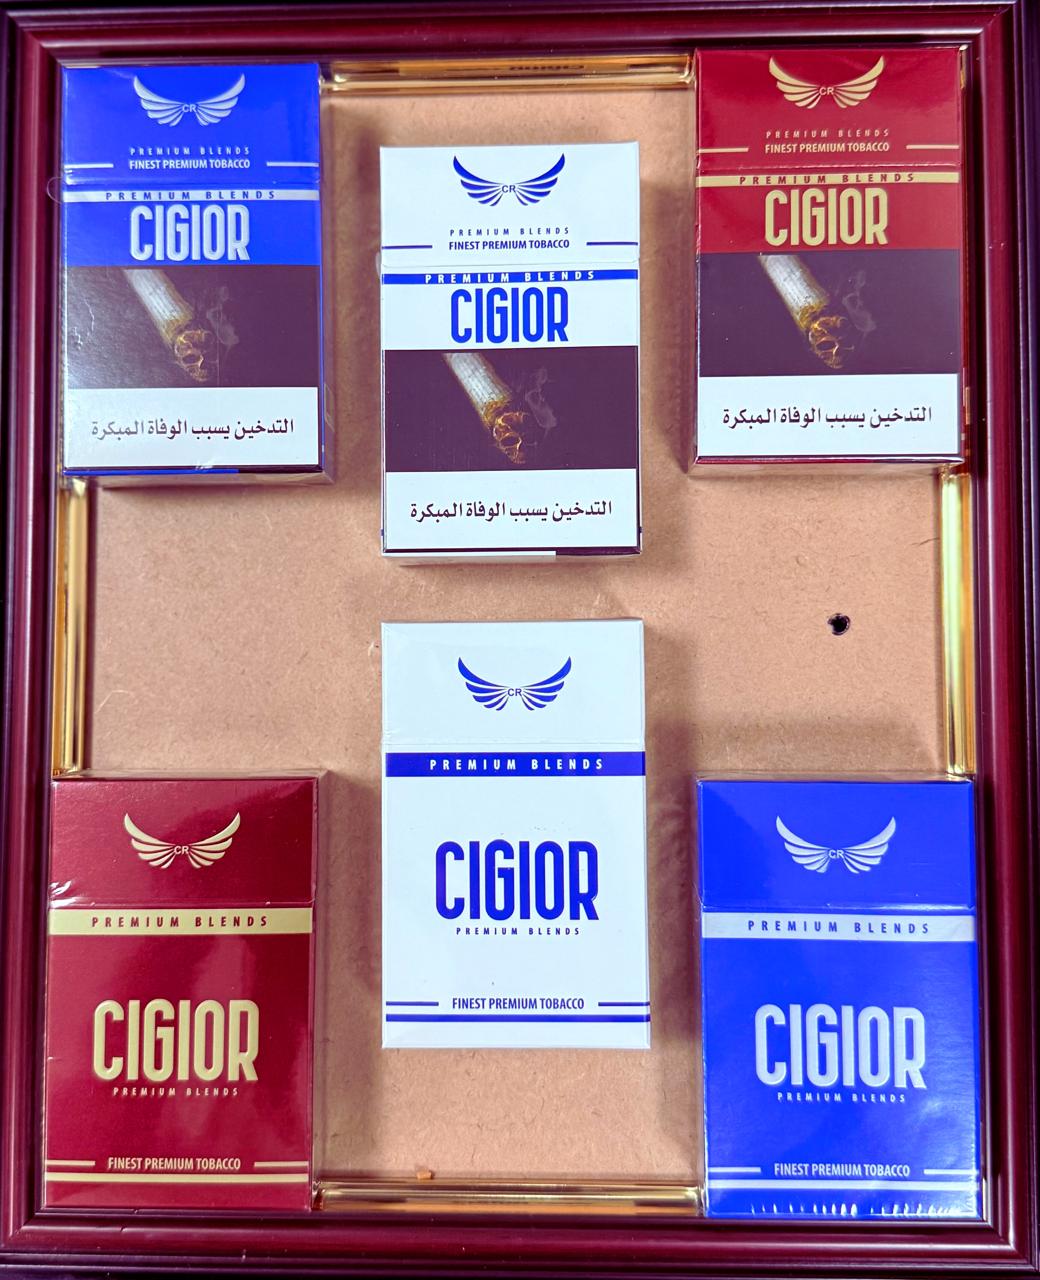 CR
PREMIUM BLENDS
FINEST PREMIUM TOBACCO
PREMIUM BLENDS
CIGIOR
التدخين يسبب الوفاة المبكرة
CR
PREMIUM BLENDS
FINEST PREMIUM TOBACCO
PREMIUM BLENDS
CIGIOR
التدخين يسبب الوفاة المبكرة
CR
PREMIUM BLENDS
FINEST PREMIUM TOBACCO
PREMIUM BLENDS
CIGIOR
التدخين يسبب الوفاة المبكرة
CR
PREMIUM BLENDS
CIGIOR
PREMIUM BLENDS
FINEST PREMIUM TOBACCO
CR
PREMIUM BLENDS
CIGIOR
PREMIUM BLENDS
FINEST PREMIUM TOBACCO
CR
PREMIUM BLENDS
CIGIOR
PREMIUM BLENDS
FINEST PREMIUM TOBACCO